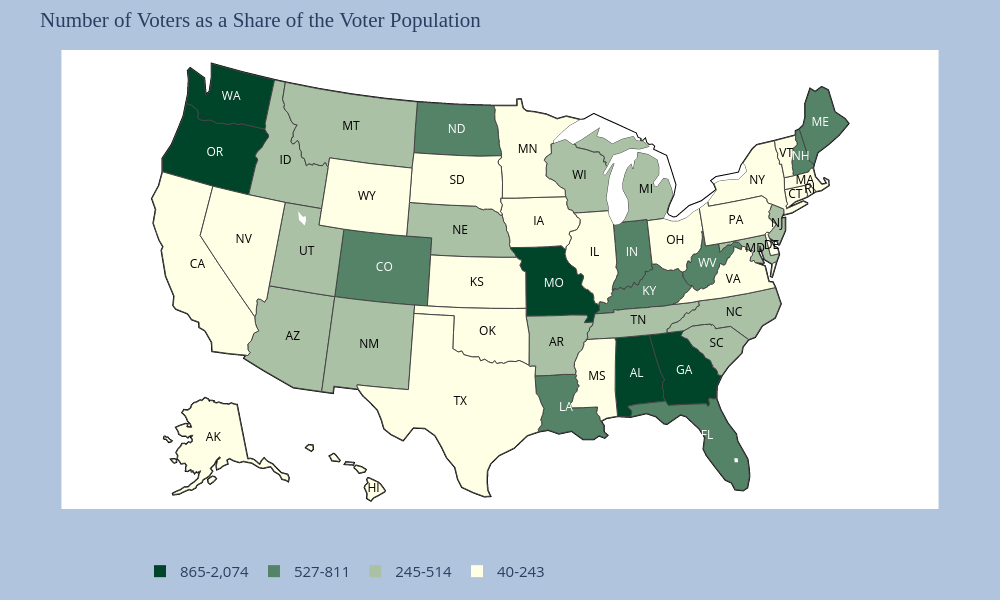 Number of Voters as a Share of the Voter Population
WA
ME
MT
ND
OR
MN
VT
NH
ID
WI
SD
NY
MA
MI
RI
WY
CT
IA
PA
NJ
NE
NV
OH
DE
MD
UT
IL
IN
CA
CO
WV
VA
KS
MO
KY
NC
TN
OK
AZ
NM
AR
SC
GA
AL
MS
TX
LA
FL
AK
HI
865-2,074
527-811
245-514
40-243